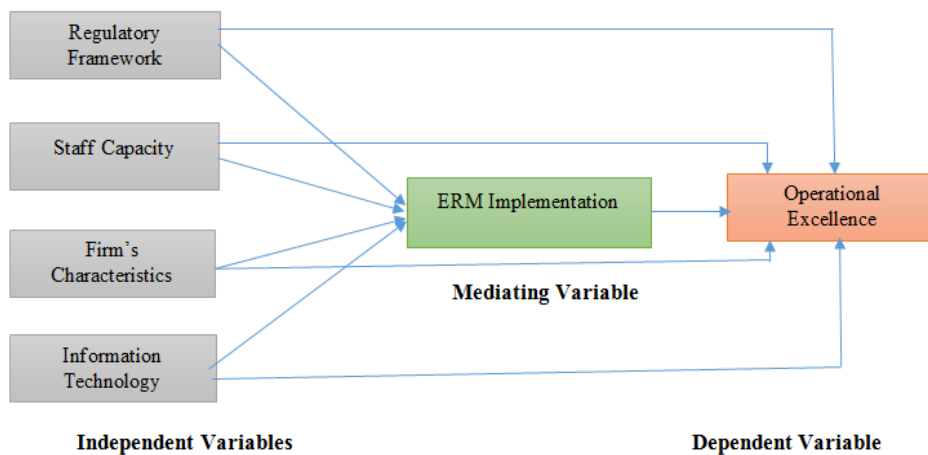 Regulatory
Framework
Staff Capacity
ERM Implementation
Operational
Excellence
Firm's
Characteristics
Mediating Variable
Information
Technology
Independent Variables
Dependent Variable